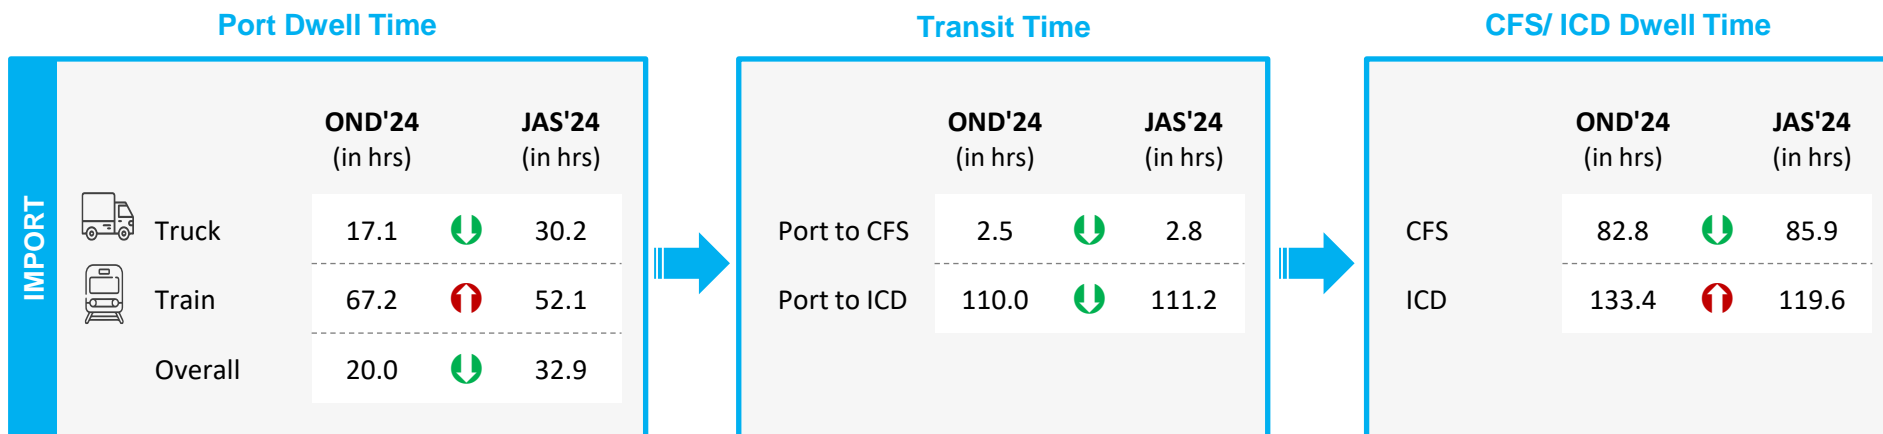 Port Dwell Time
Transit Time
CFS/ ICD Dwell Time
IMPORT
OND'24 JAS'24
(in hrs) (in hrs)
Truck 17.1 30.2
Train 67.2 52.1
Overall 20.0 32.9
OND'24 JAS'24
(in hrs) (in hrs)
Port to CFS 2.5 2.8
Port to ICD 110.0 111.2
OND'24 JAS'24
(in hrs) (in hrs)
CFS 82.8 85.9
ICD 133.4 119.6